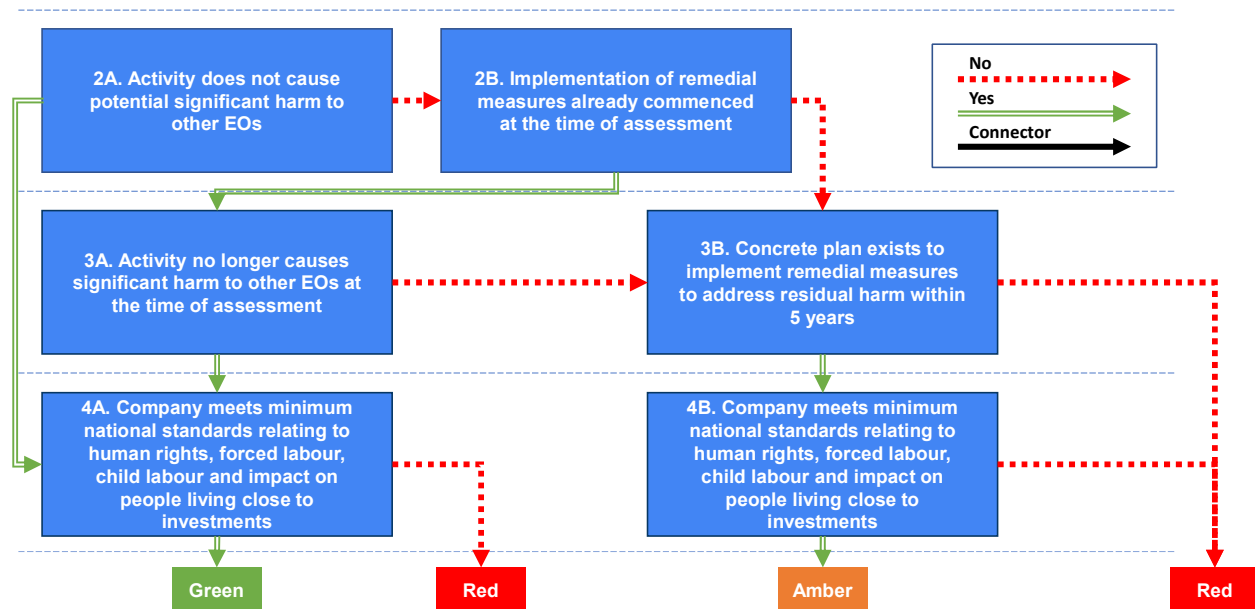 2A. Activity does not cause
potential significant harm to
other EOs
2B. Implementation of remedial
measures already commenced
at the time of assessment
No
Yes
Connector
3A. Activity no longer causes
significant harm to other EOs at
the time of assessment
3B. Concrete plan exists to
implement remedial measures
to address residual harm within
5 years
4A. Company meets minimum
national standards relating to
human rights, forced labour,
child labour and impact on
people living close to
investments
4B. Company meets minimum
national standards relating to
human rights, forced labour,
child labour and impact on
people living close to
investments
Green
Red
Amber
Red